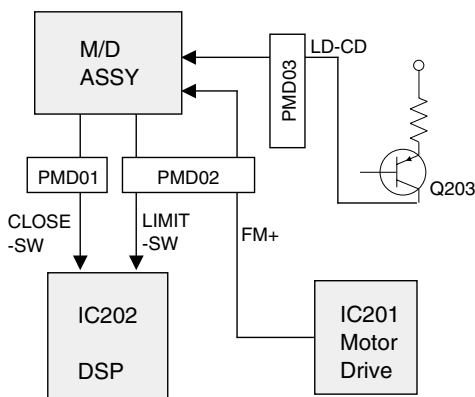 M/D
ASSY
PMD03
LD-CD
Q203
PMD01
PMD02
CLOSE
-SW
LIMIT
-SW
FM+
IC202
DSP
IC201
Motor
Drive